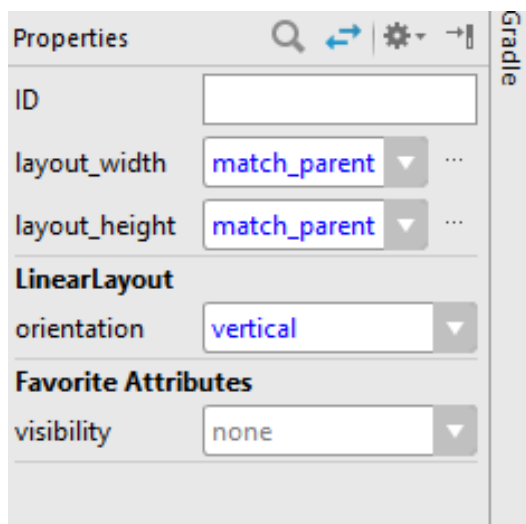 Properties
ID
layout_width match_parent ...
layout_height match_parent ...
LinearLayout
orientation vertical
Favorite Attributes
visibility none
Gradle